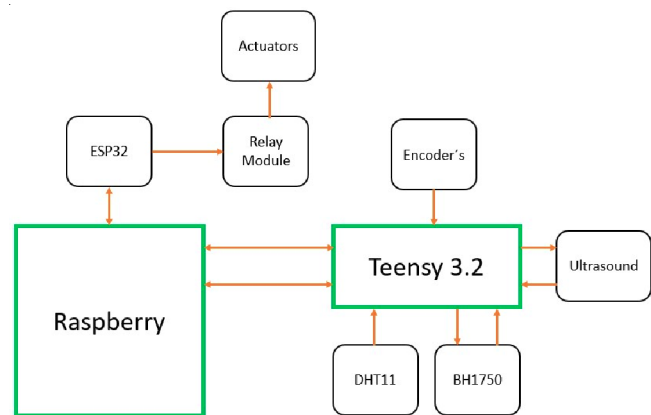 Actuators
ESP32
Relay
Module
Encoder´s
Raspberry
Teensy 3.2
Ultrasound
DHT11
BH1750